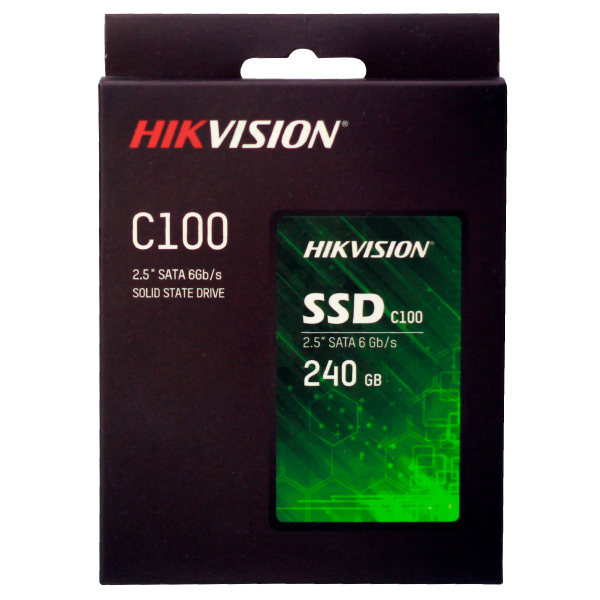 HIKVISION®
C100
2.5" SATA 6Gb/s
SOLID STATE DRIVE
HIKVISION®
SSD C100
2.5" SATA 6 Gb/s
240 GB